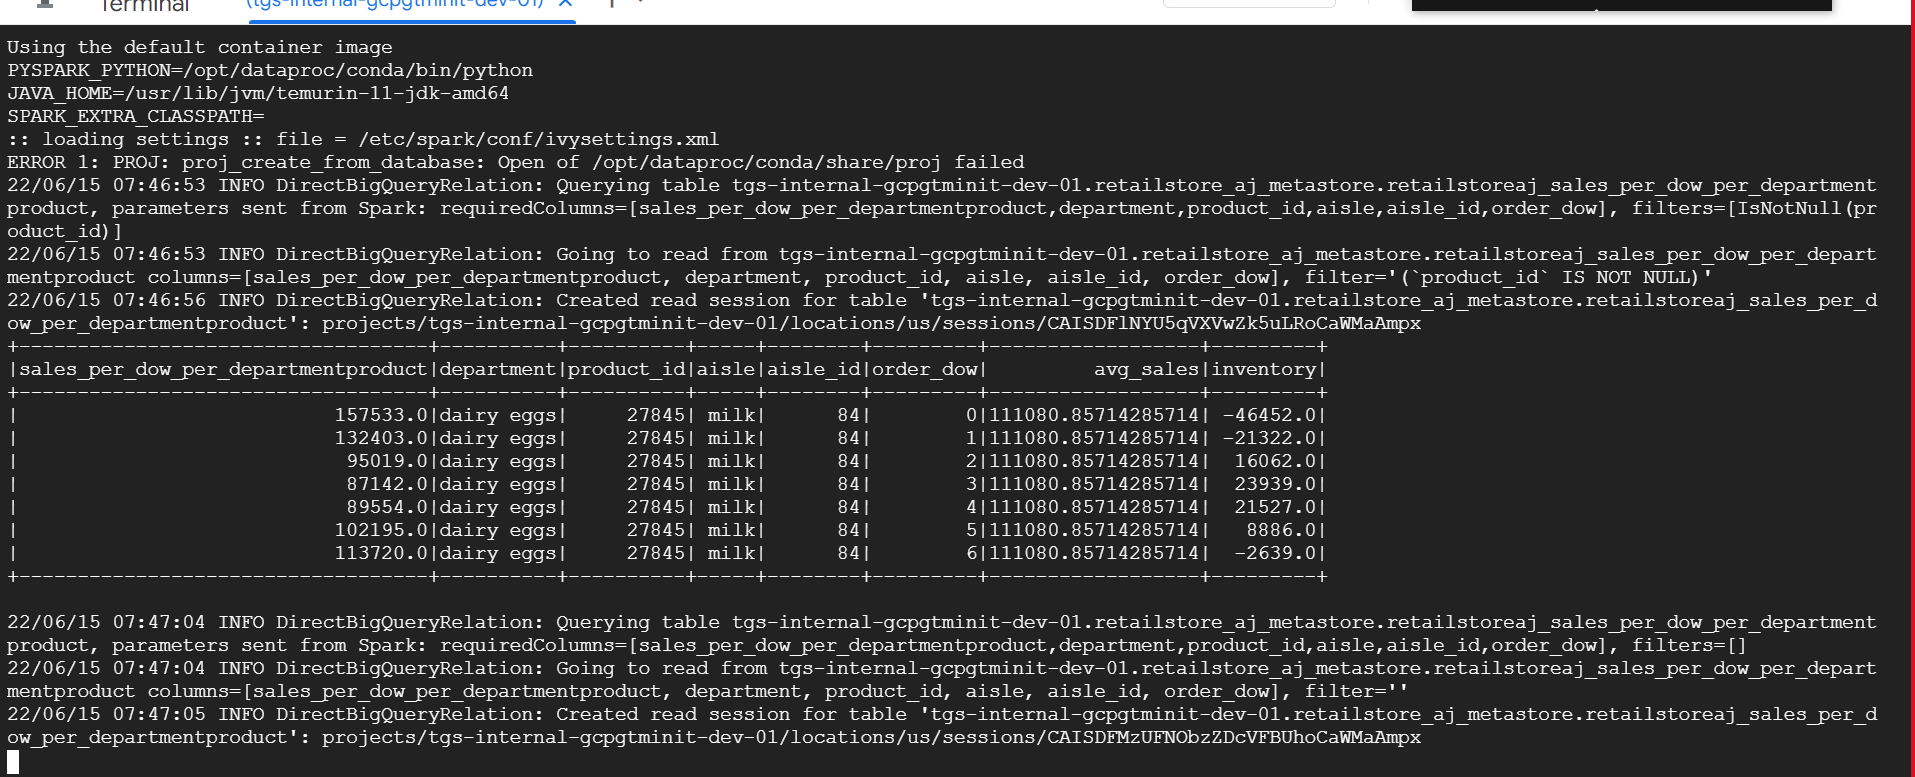 Terminal
(tgs-internal-gcpgtminit-dev-01) ×
Using the default container image
PYSPARK_PYTHON=/opt/dataproc/conda/bin/python
JAVA_HOME=/usr/lib/jvm/temurin-11-jdk-amd64
SPARK_EXTRA_CLASSPATH=
:: loading settings :: file = /etc/spark/conf/ivysettings.xml
ERROR 1: PROJ: proj_create_from_database: Open of /opt/dataproc/conda/share/proj failed
22/06/15 07:46:53 INFO DirectBigQueryRelation: Querying table tgs-internal-gcpgtminit-dev-01.retailstore_aj_metastore.retailstoreaj_sales_per_dow_per_department
product, parameters sent from Spark: requiredColumns=[sales_per_dow_per_departmentproduct,department,product_id,aisle,aisle_id,order_dow], filters=[IsNotNull(pr
oduct_id)]
22/06/15 07:46:53 INFO DirectBigQueryRelation: Going to read from tgs-internal-gcpgtminit-dev-01.retailstore_aj_metastore.retailstoreaj_sales_per_dow_per_depart
mentproduct columns=[sales_per_dow_per_departmentproduct, department, product_id, aisle, aisle_id, order_dow], filter='(`product_id` IS NOT NULL)'
22/06/15 07:46:56 INFO DirectBigQueryRelation: Created read session for table 'tgs-internal-gcpgtminit-dev-01.retailstore_aj_metastore.retailstoreaj_sales_per_d
ow_per_departmentproduct': projects/tgs-internal-gcpgtminit-dev-01/locations/us/sessions/CAISDFlNYU5qVXVwZk5uLRoCaWMaAmpx
+-----------------------------------+----------+----------+-----+--------+---------+------------------+---------+
|sales_per_dow_per_departmentproduct|department|product_id|aisle|aisle_id|order_dow|         avg_sales|inventory|
+-----------------------------------+----------+----------+-----+--------+---------+------------------+---------+
|                           157533.0|dairy eggs|     27845| milk|      84|        0|111080.85714285714| -46452.0|
|                           132403.0|dairy eggs|     27845| milk|      84|        1|111080.85714285714| -21322.0|
|                            95019.0|dairy eggs|     27845| milk|      84|        2|111080.85714285714|  16062.0|
|                            87142.0|dairy eggs|     27845| milk|      84|        3|111080.85714285714|  23939.0|
|                            89554.0|dairy eggs|     27845| milk|      84|        4|111080.85714285714|  21527.0|
|                           102195.0|dairy eggs|     27845| milk|      84|        5|111080.85714285714|   8886.0|
|                           113720.0|dairy eggs|     27845| milk|      84|        6|111080.85714285714|  -2639.0|
+-----------------------------------+----------+----------+-----+--------+---------+------------------+---------+
22/06/15 07:47:04 INFO DirectBigQueryRelation: Querying table tgs-internal-gcpgtminit-dev-01.retailstore_aj_metastore.retailstoreaj_sales_per_dow_per_department
product, parameters sent from Spark: requiredColumns=[sales_per_dow_per_departmentproduct,department,product_id,aisle,aisle_id,order_dow], filters=[]
22/06/15 07:47:04 INFO DirectBigQueryRelation: Going to read from tgs-internal-gcpgtminit-dev-01.retailstore_aj_metastore.retailstoreaj_sales_per_dow_per_depart
mentproduct columns=[sales_per_dow_per_departmentproduct, department, product_id, aisle, aisle_id, order_dow], filter=''
22/06/15 07:47:05 INFO DirectBigQueryRelation: Created read session for table 'tgs-internal-gcpgtminit-dev-01.retailstore_aj_metastore.retailstoreaj_sales_per_d
ow_per_departmentproduct': projects/tgs-internal-gcpgtminit-dev-01/locations/us/sessions/CAISDFMzUFNObzZDcVFBUhoCaWMaAmpx